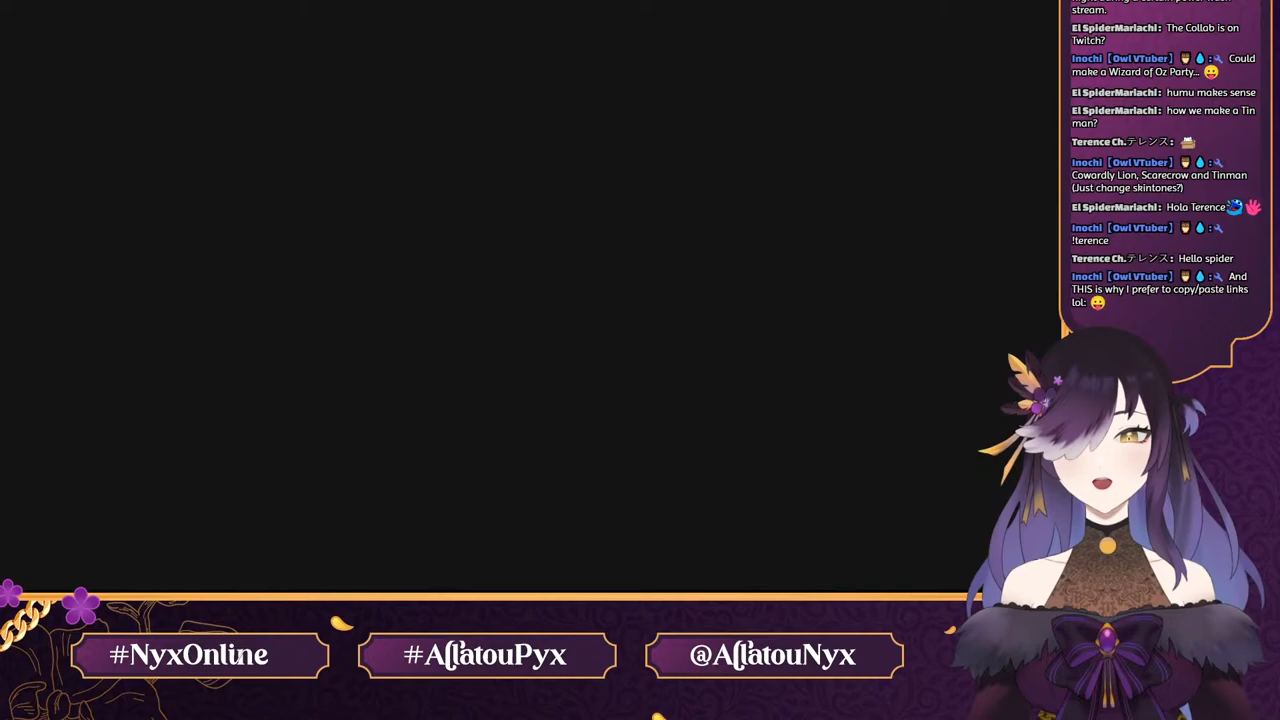 stream.
El SpiderMariachi: The Collab is on
Twitch?
Inochi【Owl VTuber】 : Could
make a Wizard of Oz Party... 😛
El SpiderMariachi: humu makes sense
El SpiderMariachi: how we make a Tin
man?
Terence Ch.テレンス:
Inochi【Owl VTuber】 :
Cowardly Lion, Scarecrow and Tinman
(Just change skintones?)
El SpiderMariachi: Hola Terence
Inochi【Owl VTuber】 :
!terence
Terence Ch.テレンス: Hello spider
Inochi【Owl VTuber】 : And
THIS is why I prefer to copy/paste links
lol: 😛
#NyxOnline
#AllatouPyx
@AllatouNyx